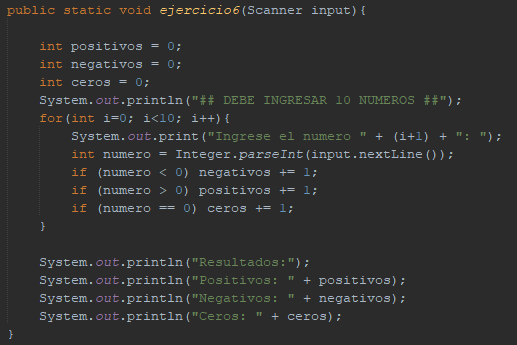 public static void ejercicio6(Scanner input){
int positivos = 0;
int negativos = 0;
int ceros = 0;
System.out.println("## DEBE INGRESAR 10 NUMEROS ##");
for(int i=0; i<10; i++){
System.out.print("Ingrese el numero " + (i+1) + ": ");
int numero = Integer.parseInt(input.nextLine());
if (numero < 0) negativos += 1;
if (numero > 0) positivos += 1;
if (numero == 0) ceros += 1;
}
System.out.println("Resultados:");
System.out.println("Positivos: " + positivos);
System.out.println("Negativos: " + negativos);
System.out.println("Ceros: " + ceros);
}